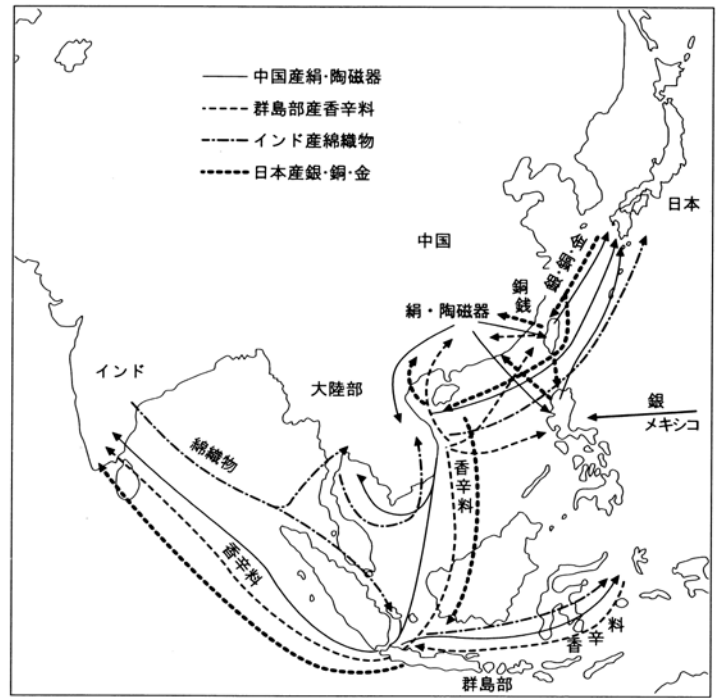 中国産絹・陶磁器
群島部産香辛料
インド産綿織物
日本産銀・銅・金
日本
中国
銀・銅・金
銅銭
絹・陶磁器
インド
大陸部
銀
メキシコ
綿織物
香辛料
香辛料
香辛料
群島部